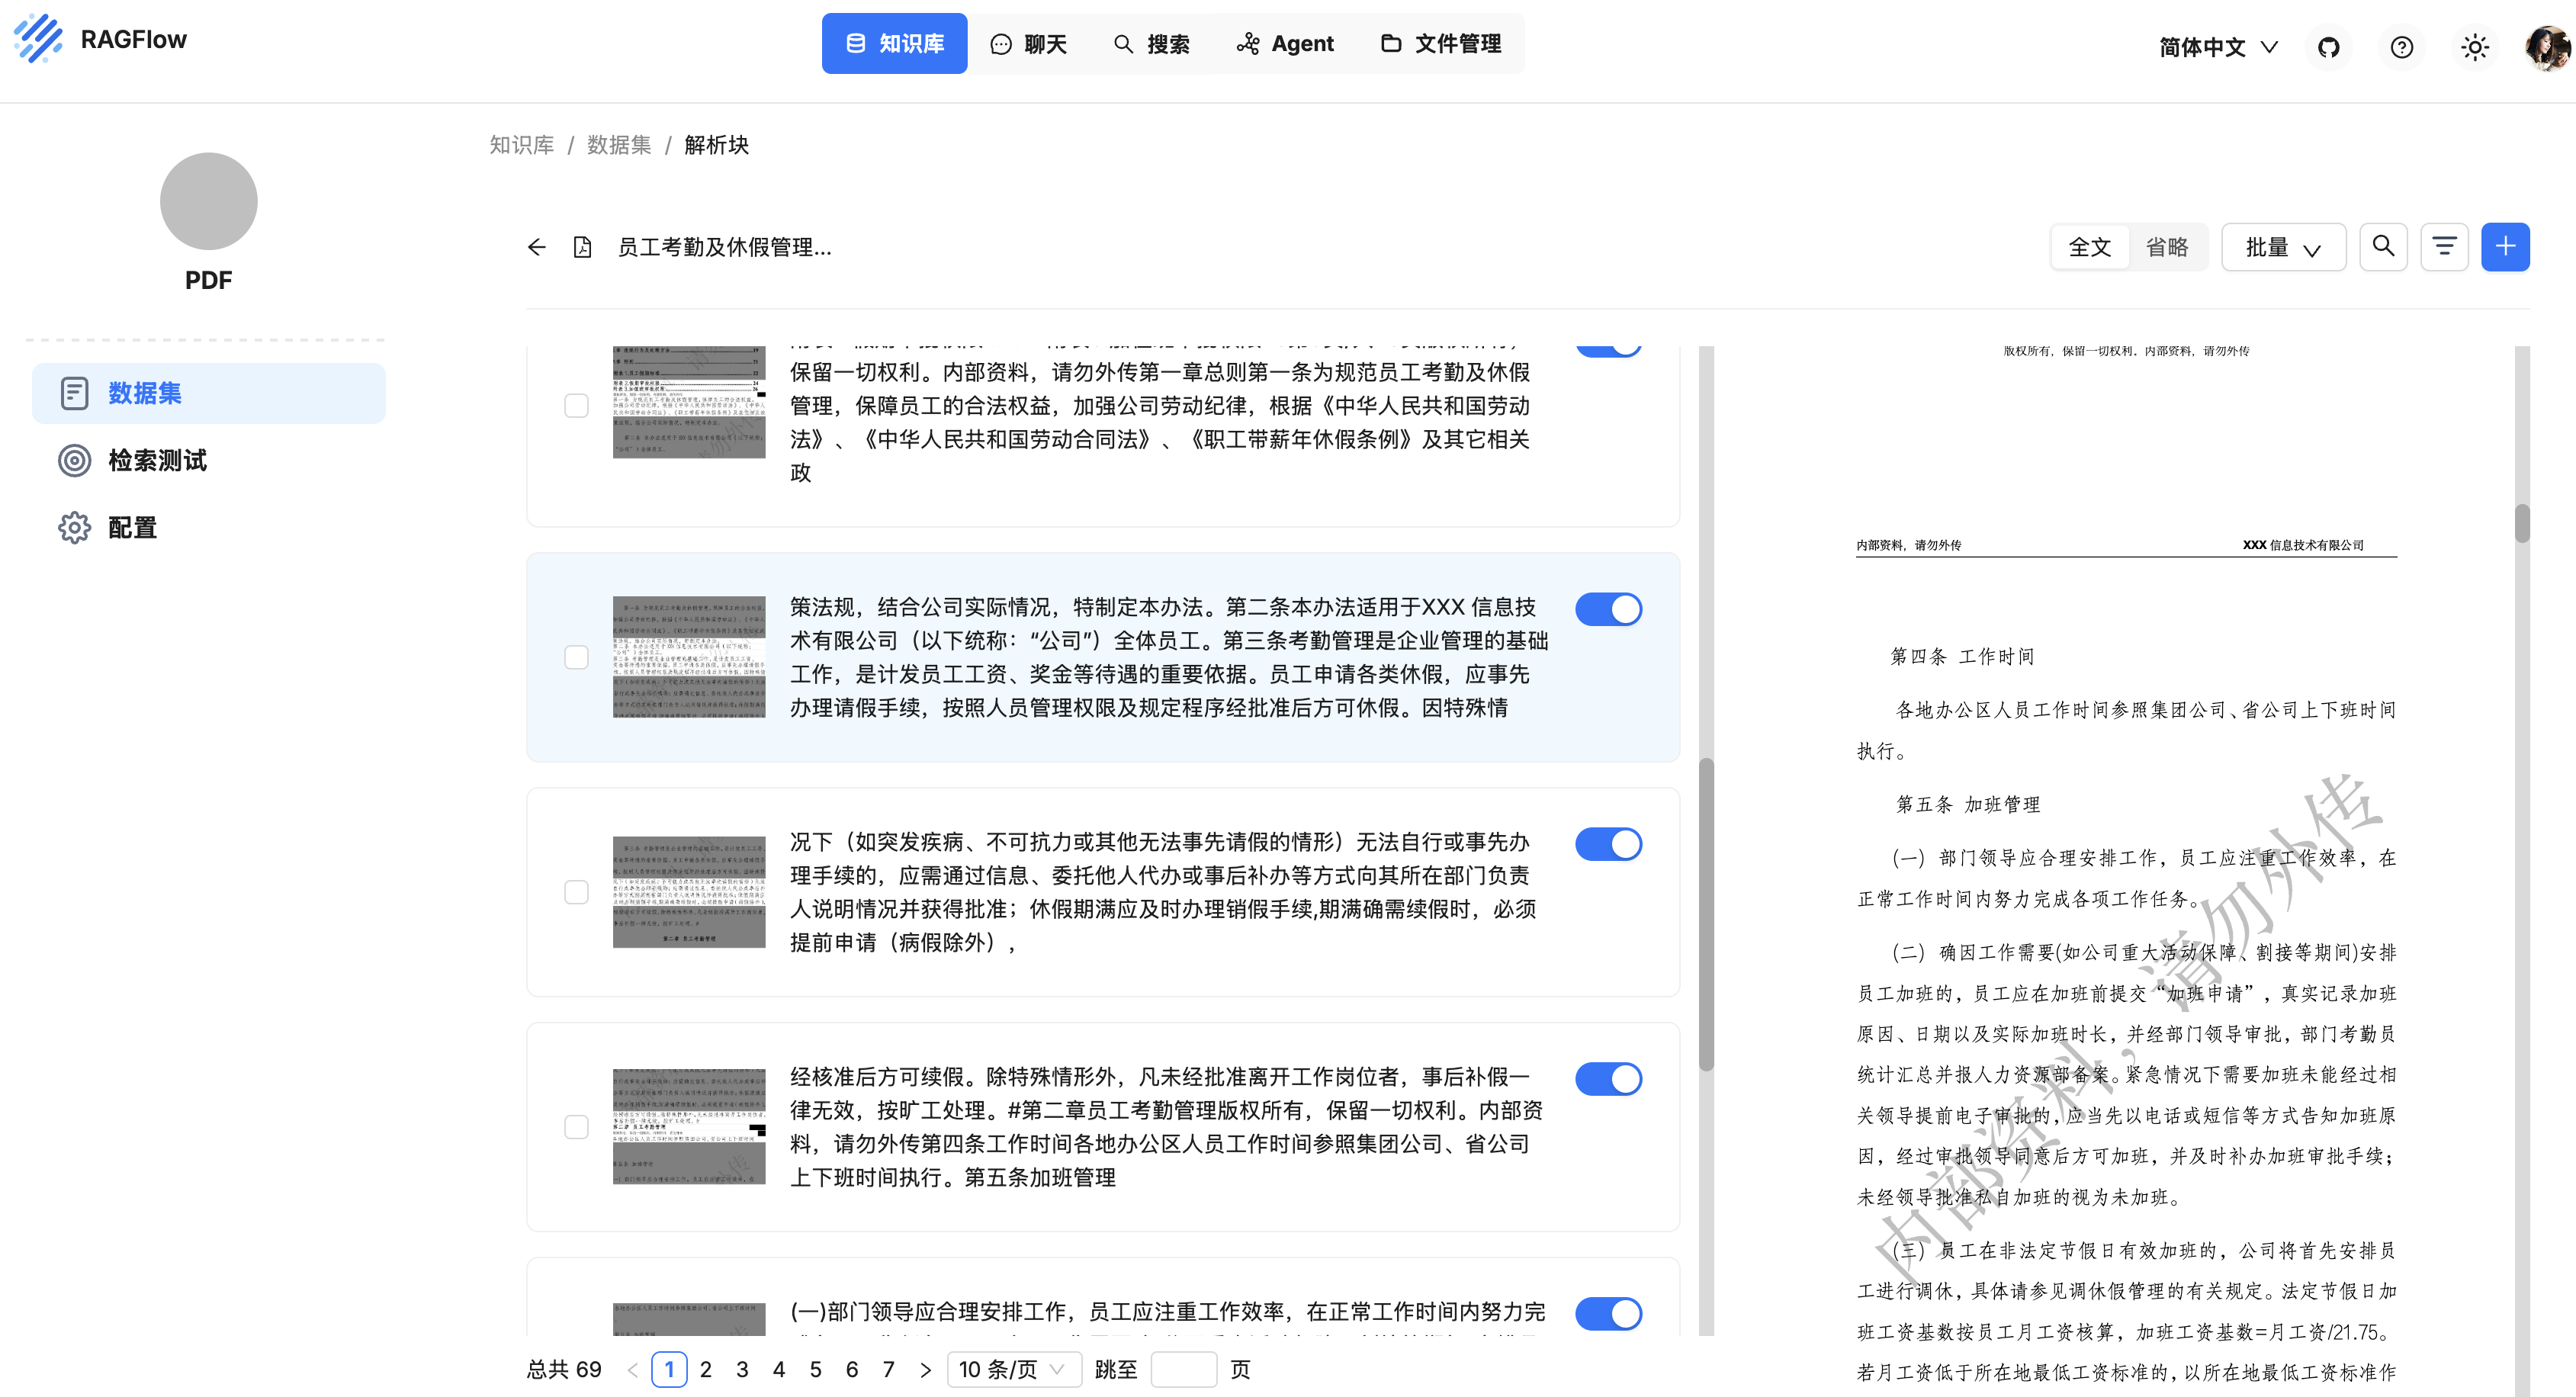 RAGFlow
知识库
聊天
搜索
Agent
文件管理
简体中文
PDF
数据集
检索测试
配置
知识库 / 数据集 / 解析块
员工考勤及休假管理...
全文
省略
批量
保留一切权利。内部资料，请勿外传第一章总则第一条为规范员工考勤及休假
管理，保障员工的合法权益，加强公司劳动纪律，根据《中华人民共和国劳动
法》、《中华人民共和国劳动合同法》、《职工带薪年休假条例》及其它相关
政
策法规，结合公司实际情况，特制定本办法。第二条本办法适用于XXX 信息技
术有限公司（以下统称：“公司”）全体员工。第三条考勤管理是企业管理的基础
工作，是计发员工工资、奖金等待遇的重要依据。员工申请各类休假，应事先
办理请假手续，按照人员管理权限及规定程序经批准后方可休假。因特殊情
况下（如突发疾病、不可抗力或其他无法事先请假的情形）无法自行或事先办
理手续的，应需通过信息、委托他人代办或事后补办等方式向其所在部门负责
人说明情况并获得批准；休假期满应及时办理销假手续,期满确需续假时，必须
提前申请（病假除外），
经核准后方可续假。除特殊情形外，凡未经批准离开工作岗位者，事后补假一
律无效，按旷工处理。#第二章员工考勤管理版权所有，保留一切权利。内部资
料，请勿外传第四条工作时间各地办公区人员工作时间参照集团公司、省公司
上下班时间执行。第五条加班管理
(一)部门领导应合理安排工作，员工应注重工作效率，在正常工作时间内努力完
总共 69
1
2
3
4
5
6
7
10 条/页
跳至
页
版权所有，保留一切权利．内部资料，请勿外传
内部资料，请勿外传
XXX 信息技术有限公司
第四条 工作时间
各地办公区人员工作时间参照集团公司、省公司上下班时间
执行。
第五条 加班管理
（一）部门领导应合理安排工作，员工应注重工作效率，在
正常工作时间内努力完成各项工作任务。
（二）确因工作需要(如公司重大活动保障、割接等期间)安排
员工加班的，员工应在加班前提交“加班申请”，真实记录加班
原因、日期以及实际加班时长，并经部门领导审批，部门考勤员
统计汇总并报人力资源部备案。紧急情况下需要加班未能经过相
关领导提前电子审批的，应当先以电话或短信等方式告知加班原
因，经过审批领导同意后方可加班，并及时补办加班审批手续；
未经领导批准私自加班的视为未加班。
（三）员工在非法定节假日有效加班的，公司将首先安排员
工进行调休，具体请参见调休假管理的有关规定。法定节假日加
班工资基数按员工月工资核算，加班工资基数=月工资/21.75。
若月工资低于所在地最低工资标准的，以所在地最低工资标准作
内部资料，请勿外传